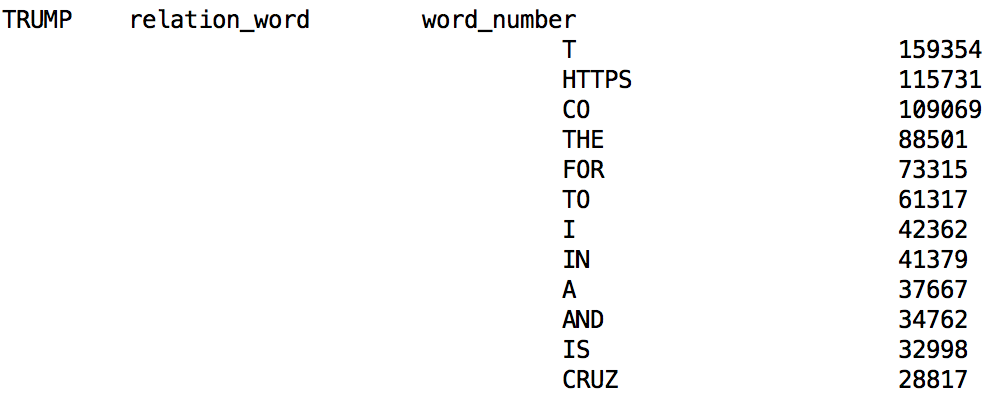 TRUMP relation_word word_number
T 159354
HTTPS 115731
CO 109069
THE 88501
FOR 73315
TO 61317
I 42362
IN 41379
A 37667
AND 34762
IS 32998
CRUZ 28817